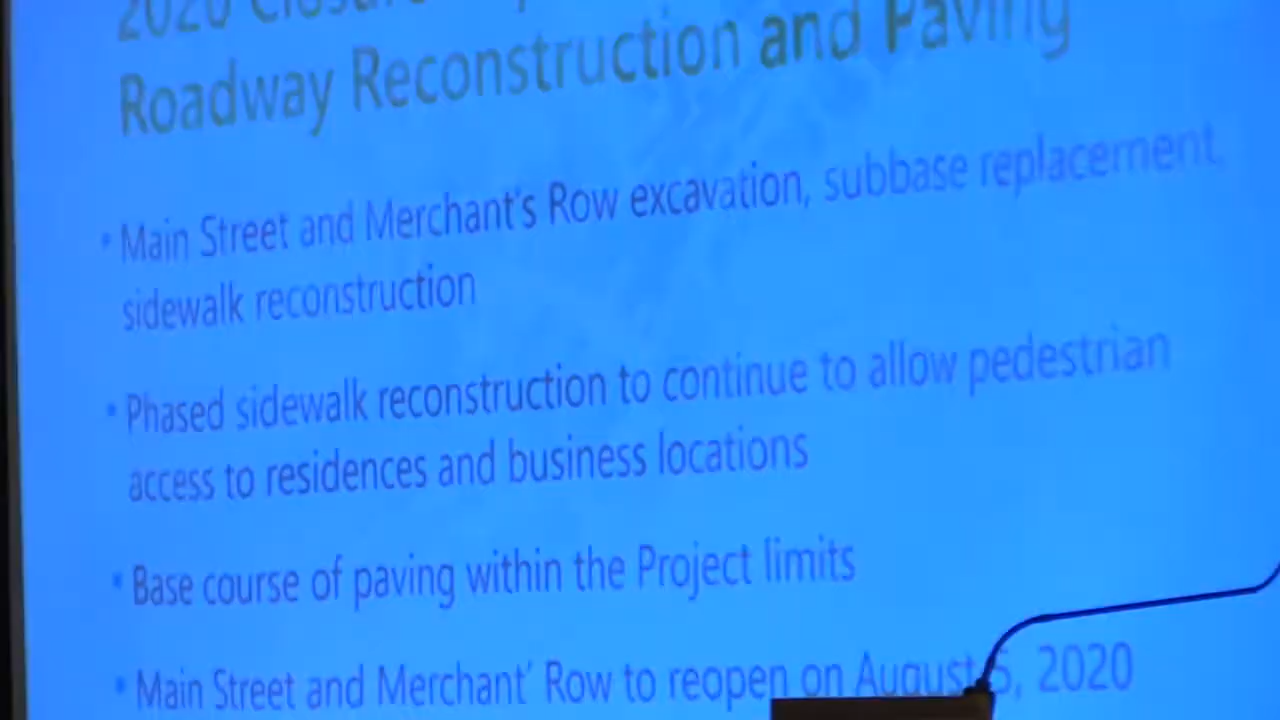 2020 Closure
Roadway Reconstruction and Paving
• Main Street and Merchant's Row excavation, subbase replacement,
sidewalk reconstruction
• Phased sidewalk reconstruction to continue to allow pedestrian
access to residences and business locations
• Base course of paving within the Project limits
• Main Street and Merchant' Row to reopen on August 5, 2020